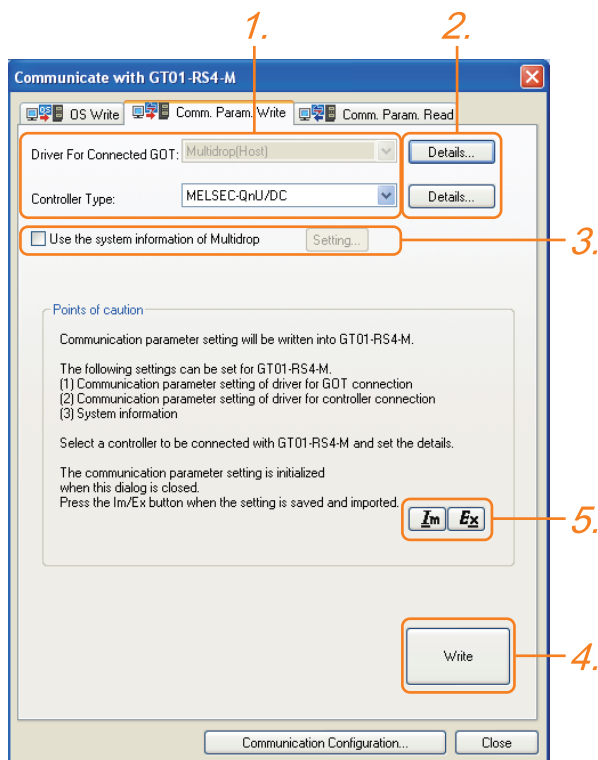 1.
2.
Communicate with GT01-RS4-M
OS Write
Comm. Param. Write
Comm. Param. Read
Driver For Connected GOT: Multidrop(Host) Details...
Controller Type: MELSEC-QnU/DC Details...
Use the system information of Multidrop Setting...
3.
Points of caution
Communication parameter setting will be written into GT01-RS4-M.
The following settings can be set for GT01-RS4-M.
(1) Communication parameter setting of driver for GOT connection
(2) Communication parameter setting of driver for controller connection
(3) System information
Select a controller to be connected with GT01-RS4-M and set the details.
The communication parameter setting is initialized
when this dialog is closed.
Press the Im/Ex button when the setting is saved and imported.
Im Ex
5.
Write
4.
Communication Configuration... Close